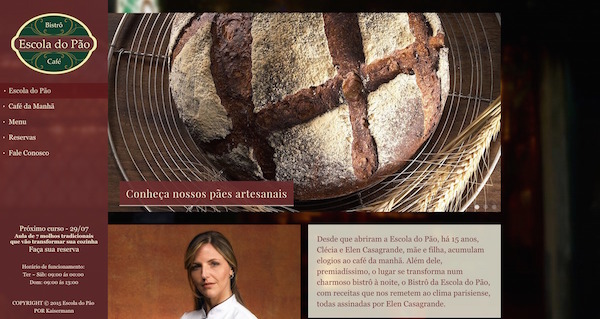 Bistrô
Escola do Pão
Café
Escola do Pão
Café da Manhã
Menu
Reservas
Fale Conosco
Próximo curso - 29/07
Aula de 7 molhos tradicionais
que vão transformar sua cozinha
Faça sua reserva
Horário de funcionamento:
Ter – Sáb: 09:00 às 00:00
Dom: 09:00 às 13:00
COPYRIGHT © 2015 Escola do Pão
POR Kaisermann
Conheça nossos pães artesanais
Desde que abriram a Escola do Pão, há 15 anos,
Clécia e Elen Casagrande, mãe e filha, acumulam
elogios ao café da manhã. Além dele,
premiadíssimo, o lugar se transforma num
charmoso bistrô à noite, o Bistrô da Escola do Pão,
com receitas que nos remetem ao clima parisiense,
todas assinadas por Elen Casagrande.